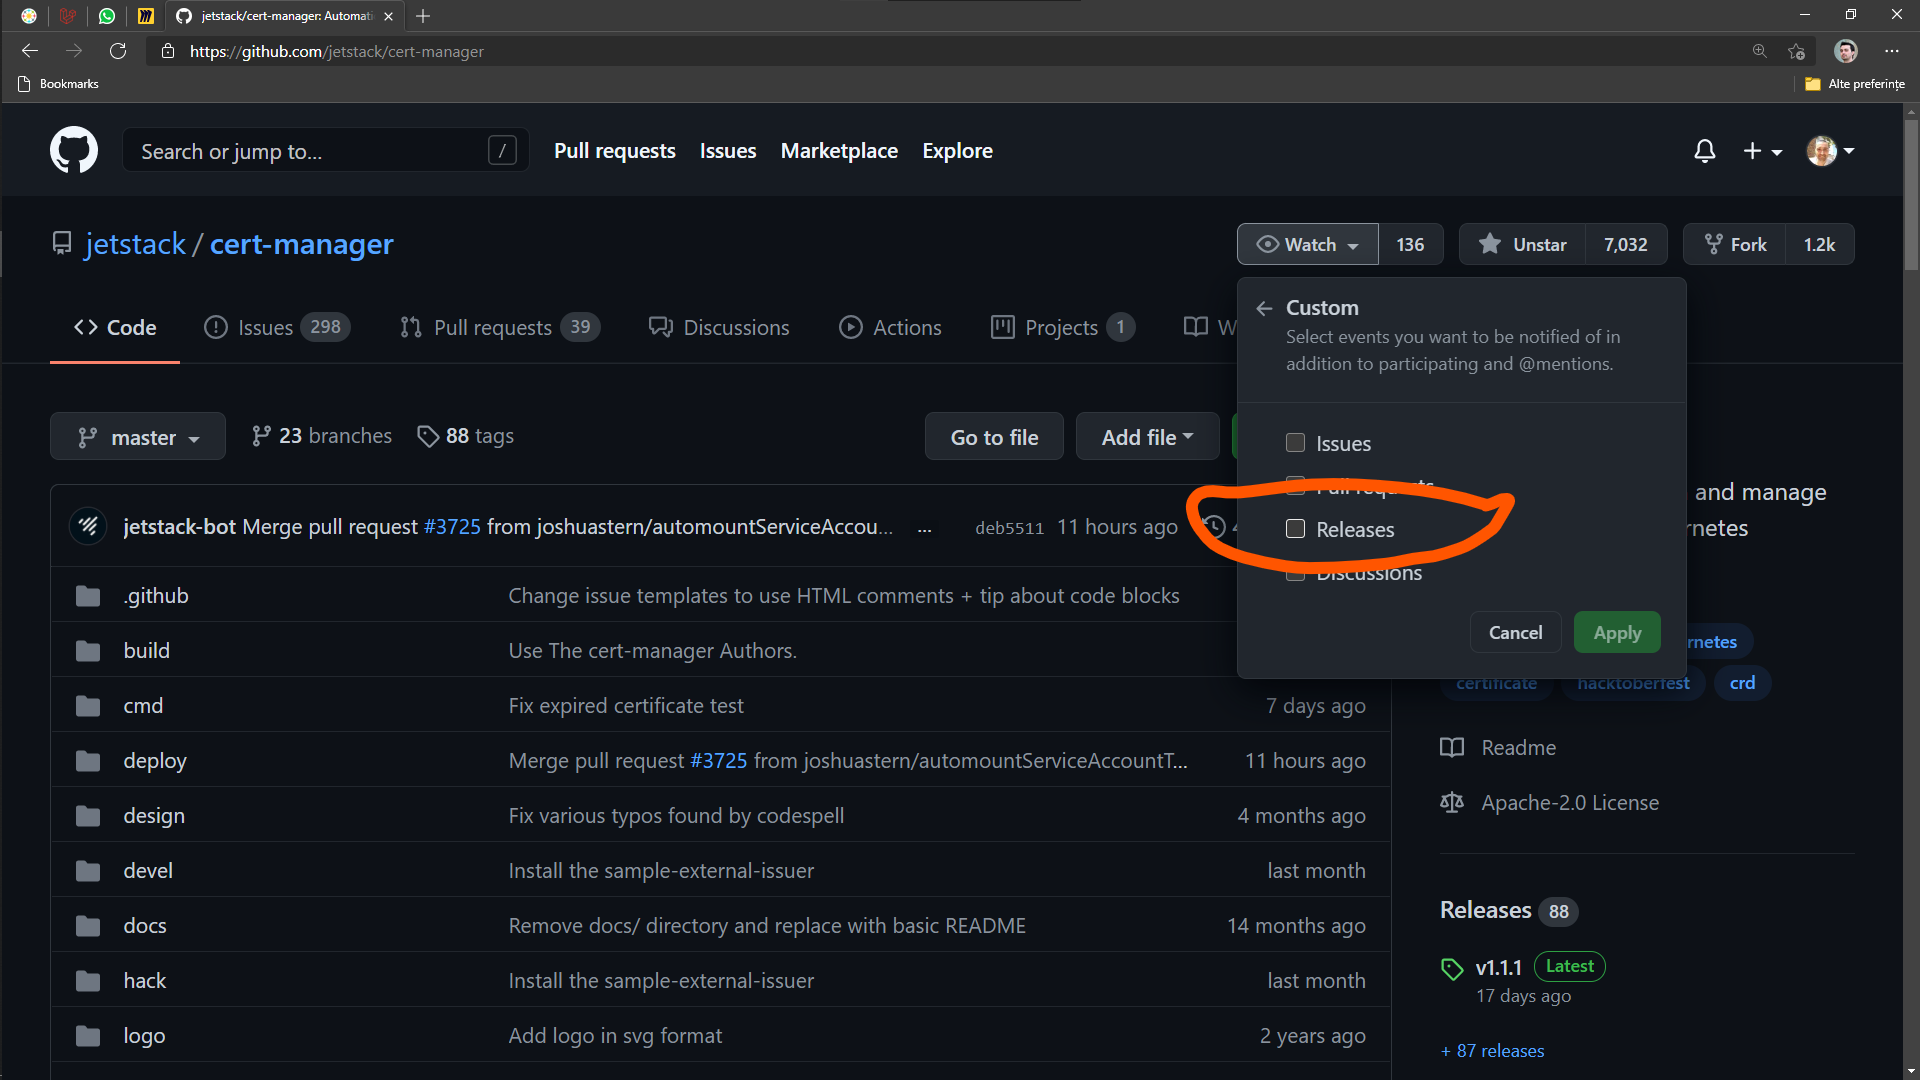 jetstack/cert-manager: Automati
https://github.com/jetstack/cert-manager
Bookmarks
Alte preferințe
Search or jump to...
/
Pull requests
Issues
Marketplace
Explore
jetstack / cert-manager
Watch
136
Unstar
7,032
Fork
1.2k
Code
Issues 298
Pull requests 39
Discussions
Actions
Projects 1
W
Custom
Select events you want to be notified of in
addition to participating and @mentions.
Issues
Pull requests
Releases
Discussions
Cancel
Apply
master
23 branches
88 tags
Go to file
Add file
jetstack-bot Merge pull request #3725 from joshuastern/automountServiceAccou... ... deb5511 11 hours ago
.github Change issue templates to use HTML comments + tip about code blocks
build Use The cert-manager Authors.
cmd Fix expired certificate test 7 days ago
deploy Merge pull request #3725 from joshuastern/automountServiceAccountT... 11 hours ago
design Fix various typos found by codespell 4 months ago
devel Install the sample-external-issuer last month
docs Remove docs/ directory and replace with basic README 14 months ago
hack Install the sample-external-issuer last month
logo Add logo in svg format 2 years ago
and manage
rnetes
rnetes
certificate
hacktoberfest
crd
Readme
Apache-2.0 License
Releases 88
v1.1.1 Latest
17 days ago
+ 87 releases